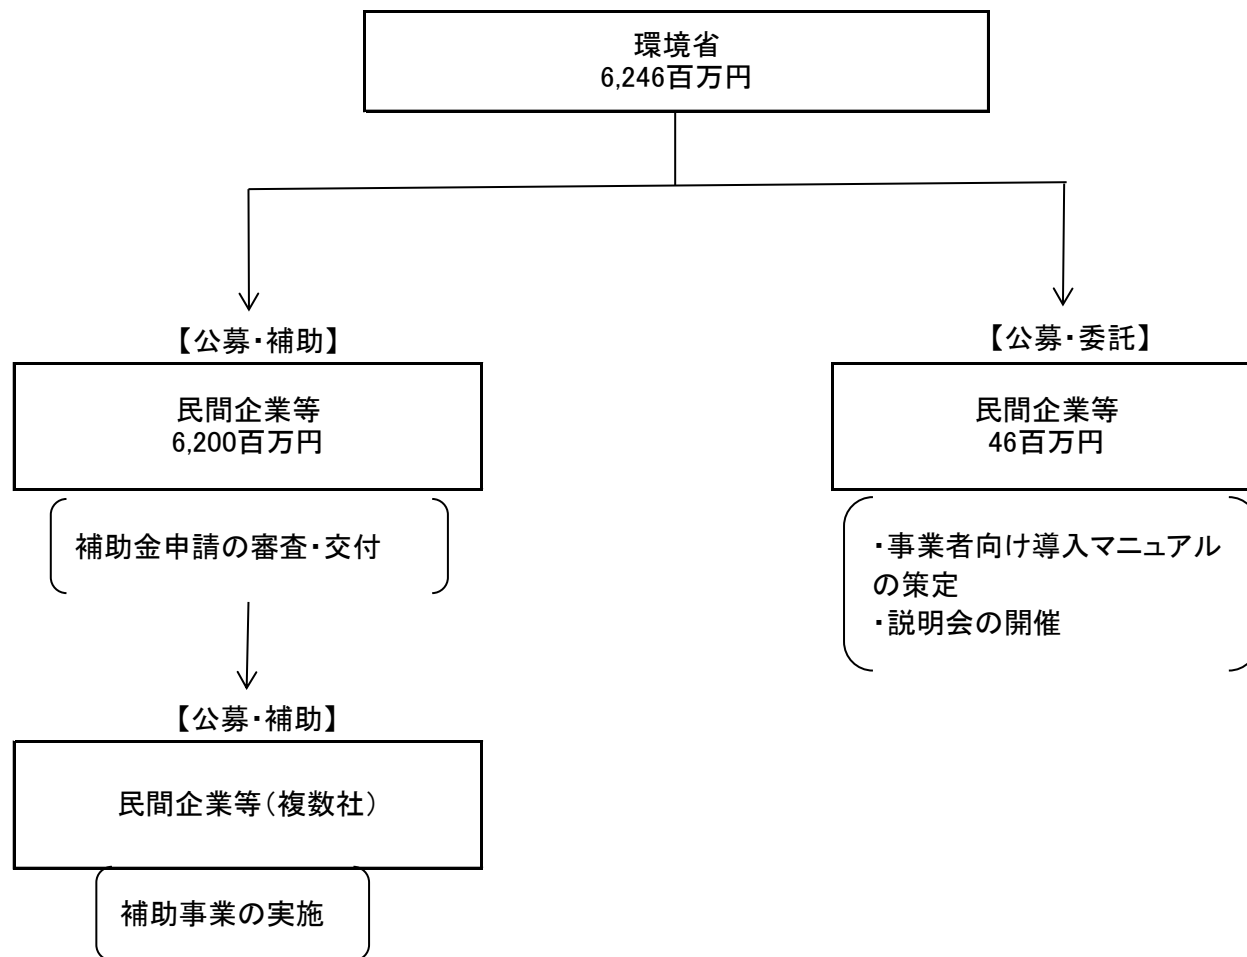 環境省
6,246百万円
【公募・補助】
民間企業等
6,200百万円
補助金申請の審査・交付
【公募・補助】
民間企業等（複数社）
補助事業の実施
【公募・委託】
民間企業等
46百万円
・事業者向け導入マニュアル
の策定
・説明会の開催